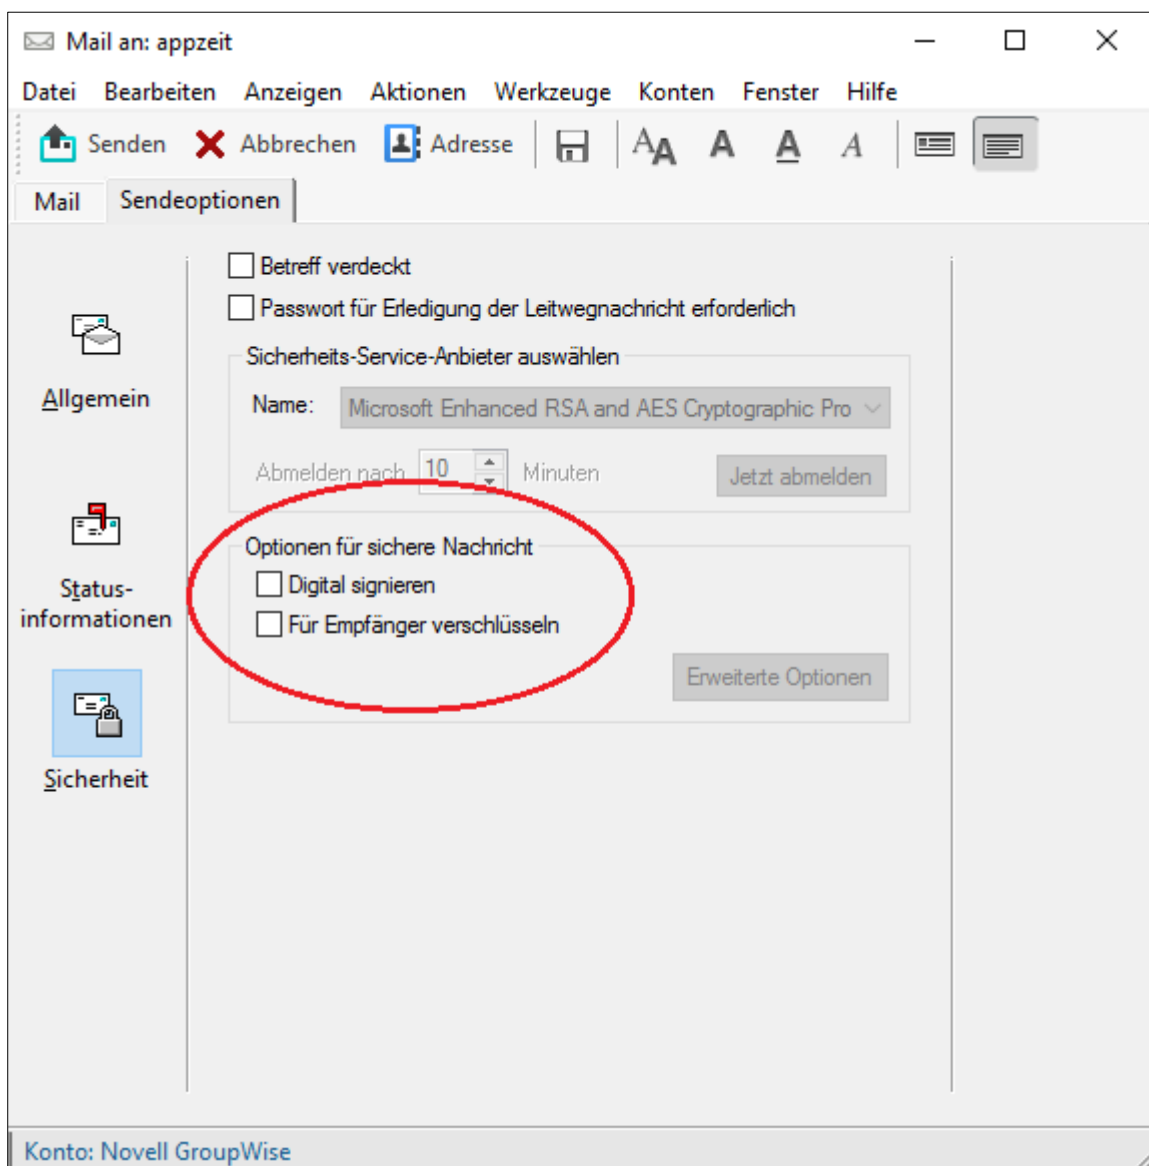 Mail an: appzeit
Datei Bearbeiten Anzeigen Aktionen Werkzeuge Konten Fenster Hilfe
Senden Abbrechen Adresse
Mail Sendeoptionen
Allgemein
Status-
informationen
Sicherheit
Betreff verdeckt
Passwort für Erledigung der Leitwegnachricht erforderlich
Sicherheits-Service-Anbieter auswählen
Name: Microsoft Enhanced RSA and AES Cryptographic Pro
Abmelden nach 10 Minuten Jetzt abmelden
Optionen für sichere Nachricht
Digital signieren
Für Empfänger verschlüsseln
Erweiterte Optionen
Konto: Novell GroupWise